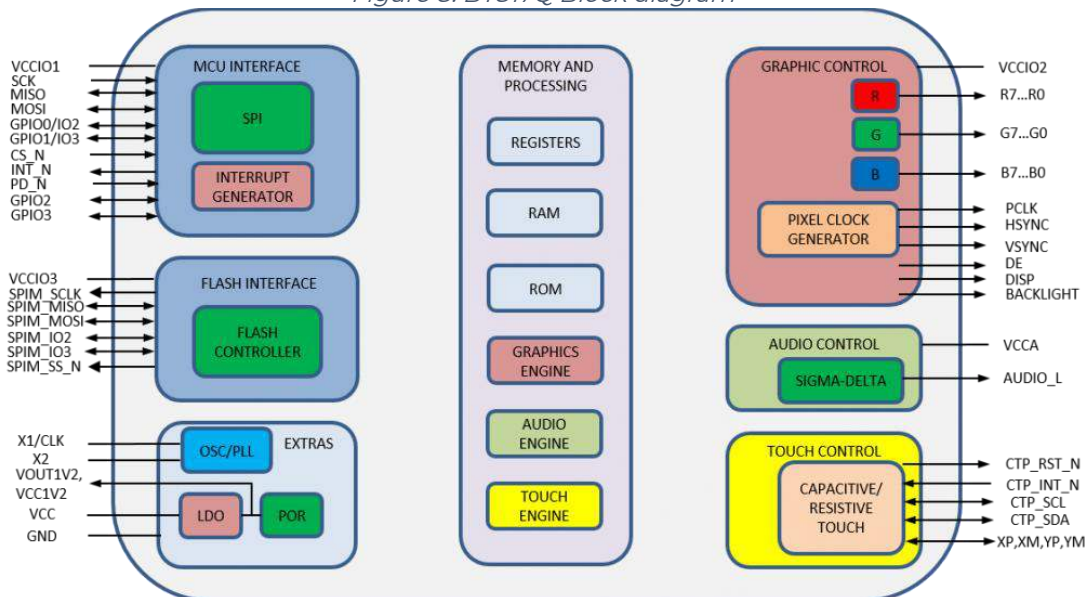 VCCIO1
SCK
MISO
MOSI
GPIO0/IO2
GPIO1/IO3
CS_N
INT_N
PD_N
GPIO2
GPIO3
MCU INTERFACE
SPI
INTERRUPT
GENERATOR
VCCIO3
SPIM_SCLK
SPIM_MISO
SPIM_MOSI
SPIM_IO2
SPIM_IO3
SPIM_SS_N
FLASH INTERFACE
FLASH
CONTROLLER
X1/CLK
X2
VOUT1V2,
VCC1V2
VCC
GND
OSC/PLL
EXTRAS
LDO
POR
MEMORY AND
PROCESSING
REGISTERS
RAM
ROM
GRAPHICS
ENGINE
AUDIO
ENGINE
TOUCH
ENGINE
GRAPHIC CONTROL
R
G
B
PIXEL CLOCK
GENERATOR
VCCIO2
R7...R0
G7...G0
B7...B0
PCLK
HSYNC
VSYNC
DE
DISP
BACKLIGHT
AUDIO CONTROL
SIGMA-DELTA
VCCA
AUDIO_L
TOUCH CONTROL
CAPACITIVE/
RESISTIVE
TOUCH
CTP_RST_N
CTP_INT_N
CTP_SCL
CTP_SDA
XP,XM,YP,YM